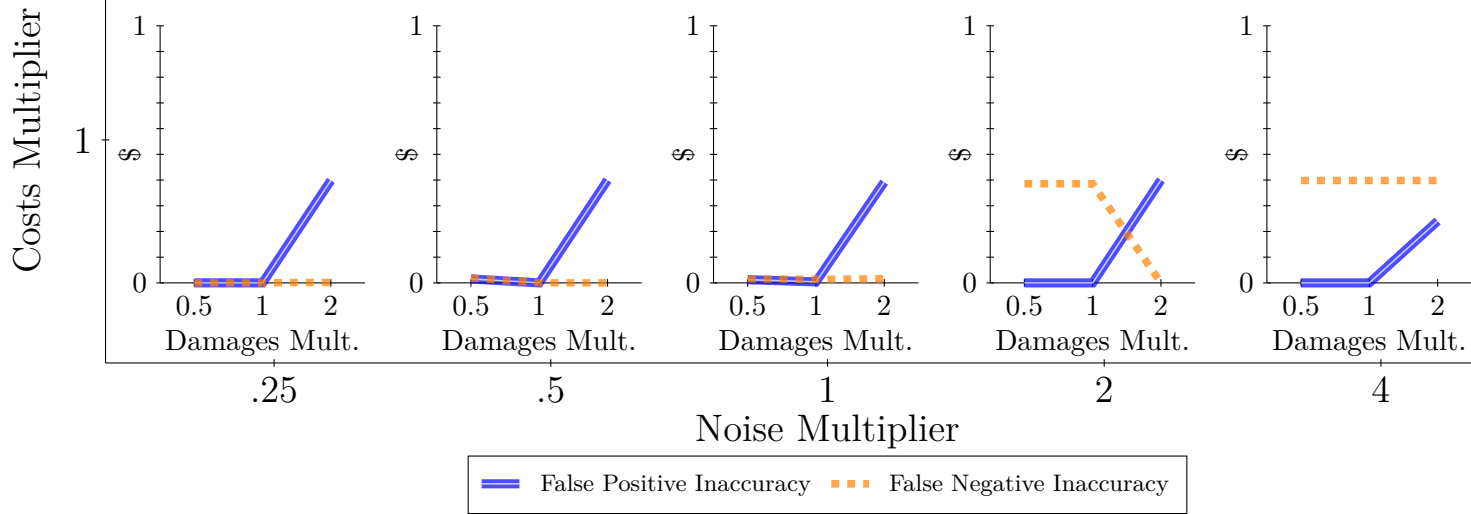 Costs Multiplier
1
1
$
0
0.5 1 2
Damages Mult.
1
$
0
0.5 1 2
Damages Mult.
1
$
0
0.5 1 2
Damages Mult.
1
$
0
0.5 1 2
Damages Mult.
1
$
0
0.5 1 2
Damages Mult.
.25 .5 1 2 4
Noise Multiplier
False Positive Inaccuracy False Negative Inaccuracy